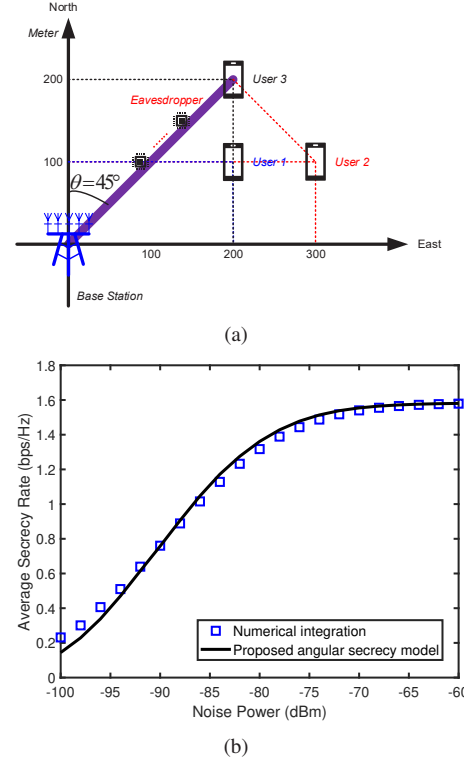 North
Meter
200
User 3
Eavesdropper
100
User 1
User 2
θ=45°
East
100
200
300
Base Station
(a)
1.8
1.6
1.4
1.2
1
0.8
0.6
0.4
0.2
0
Average Secrecy Rate (bps/Hz)
Numerical integration
Proposed angular secrecy model
-100 -95 -90 -85 -80 -75 -70 -65 -60
Noise Power (dBm)
(b)